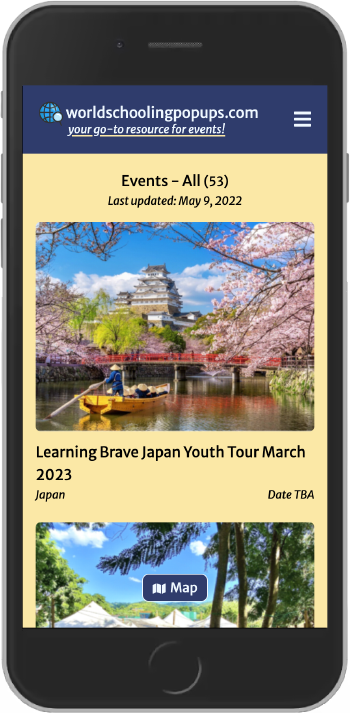 worldschoolingpopups.com
your go-to resource for events!
Events - All (53)
Last updated: May 9, 2022
Learning Brave Japan Youth Tour March
2023
Japan Date TBA
Map